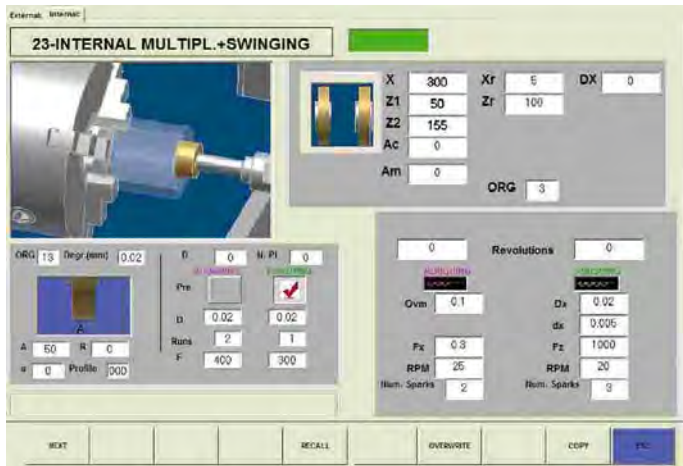 External Internal
23-INTERNAL MULTIPL.+SWINGING
X 300 Xr 5 DX 0
Z1 50 Zr 100
Z2 155
Ac 0
Am 0
ORG 3
ORG 13 Degr.(mm) 0.02
A
A 50 R 0
0 Profile 000
D 0 N. Pl 0
Pre
D 0.02 0.02
Runs 2 1
F 400 300
0 Revolutions 0
Ovm 0.1 Dx 0.02
dx 0.005
Fx 0.3 Fz 1000
RPM 25 RPM 20
Num. Sparks 2 Num. Sparks 3
NEXT RECALL OVERWRITE COPY ESC